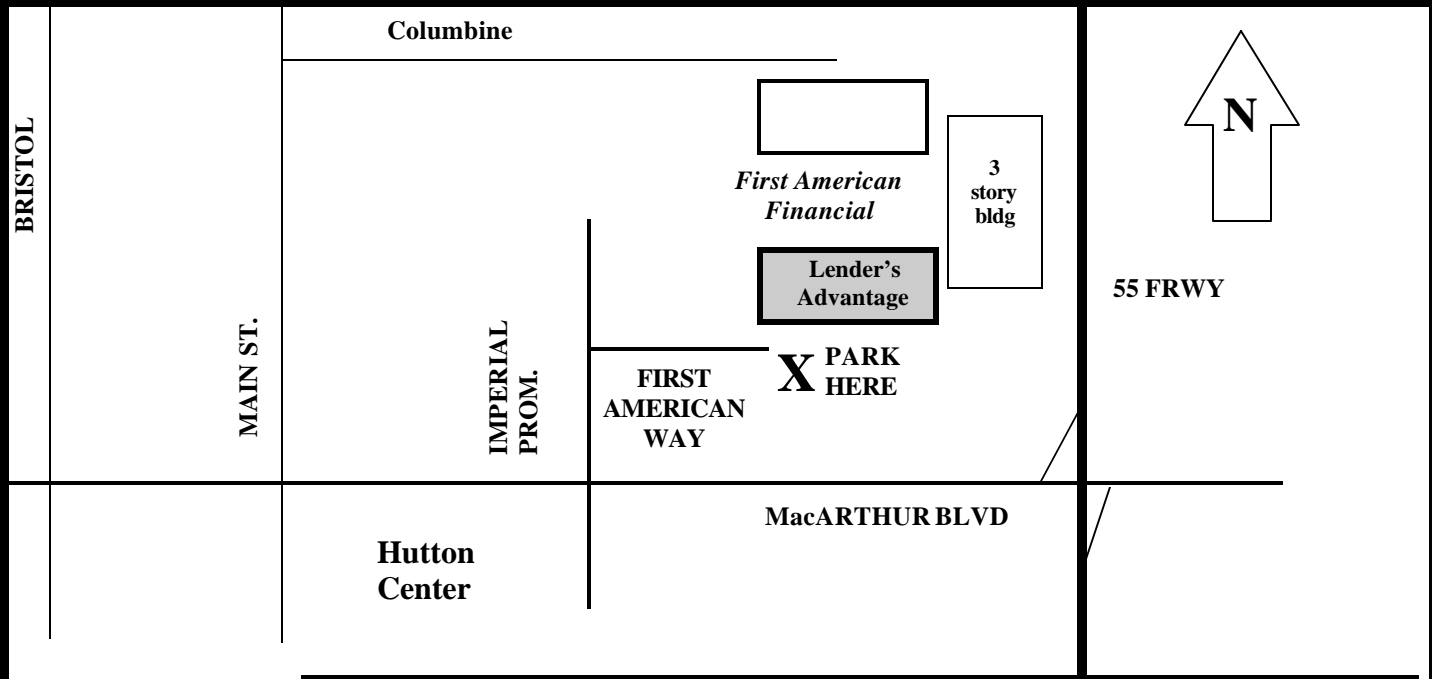 Columbine
N
BRISTOL
3
story
bldg
First American
Financial
Lender’s
Advantage
55 FRWY
MAIN ST.
IMPERIAL
PROM.
X
PARK
HERE
FIRST
AMERICAN
WAY
MacARTHUR BLVD
Hutton
Center